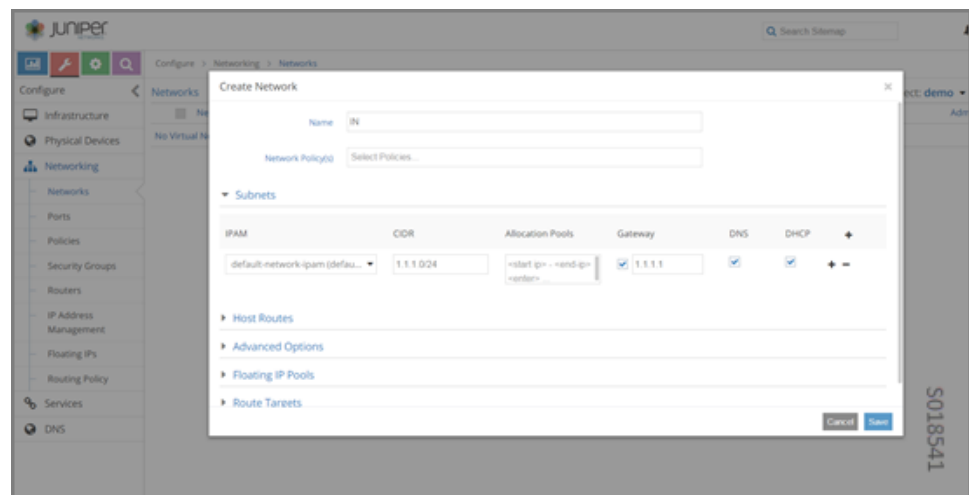 JUNIPER
NETWORKS
Search Sitemap
Configure > Networking > Networks
Configure
Networks
ect: demo
Infrastructure
Ne
Adm
Physical Devices
No Virtual N
Networking
Networks
Ports
Policies
Security Groups
Routers
IP Address
Management
Floating IPs
Routing Policy
Services
DNS
Create Network ×
Name IN
Network Policy(s) Select Policies...
Subnets
IPAM CIDR Allocation Pools Gateway DNS DHCP +
default-network-ipam (defau... 1.1.1.0/24 <start ip> - <end-ip> 1.1.1.1 + −
<enter> ...
Host Routes
Advanced Options
Floating IP Pools
Route Targets
Cancel Save
S018541